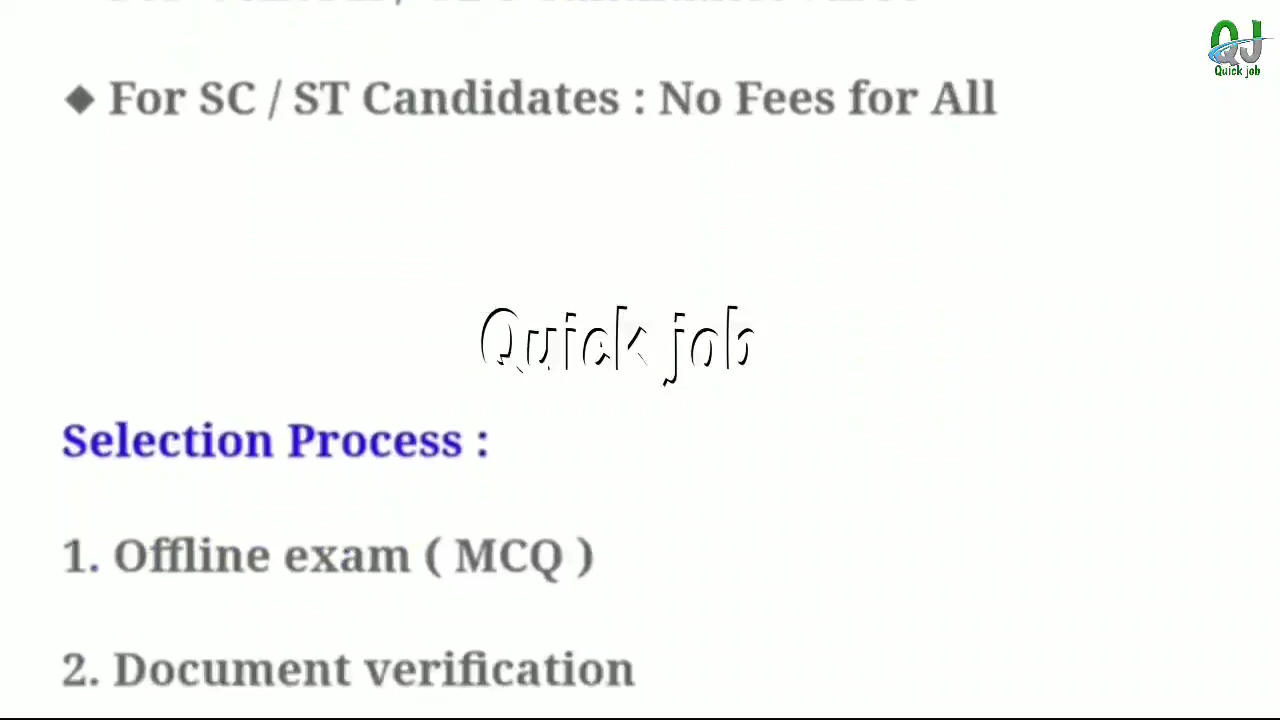 ◆ For SC / ST Candidates : No Fees for All
QJ
Quick job
Quick job
Selection Process :
1. Offline exam ( MCQ )
2. Document verification